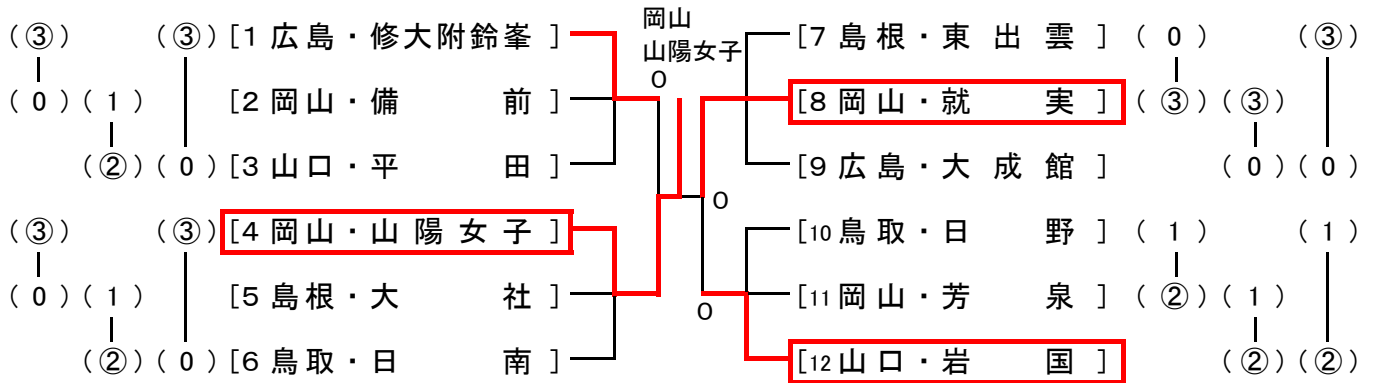 岡山
山陽女子
(③) (③) [1 広島・修大附鈴峯 ] [7 島根・東 出 雲 ] ( 0 ) (③)
0
( 0 ) ( 1 ) [2 岡山・備 前 ] [8 岡山・就 実 ] ( ③) (③)
(②) ( 0 ) [3 山口・平 田 ] [9 広島・大 成 館 ] ( 0 ) ( 0 )
0
(③) (③) [4 岡山・山 陽 女 子 ] [10 鳥取・日 野 ] ( 1 ) ( 1 )
( 0 ) ( 1 ) [5 島根・大 社 ] [11 岡山・芳 泉 ] ( ②) ( 1 )
0
(②) ( 0 ) [6 鳥取・日 南 ] [12 山口・岩 国 ] (②) (②)